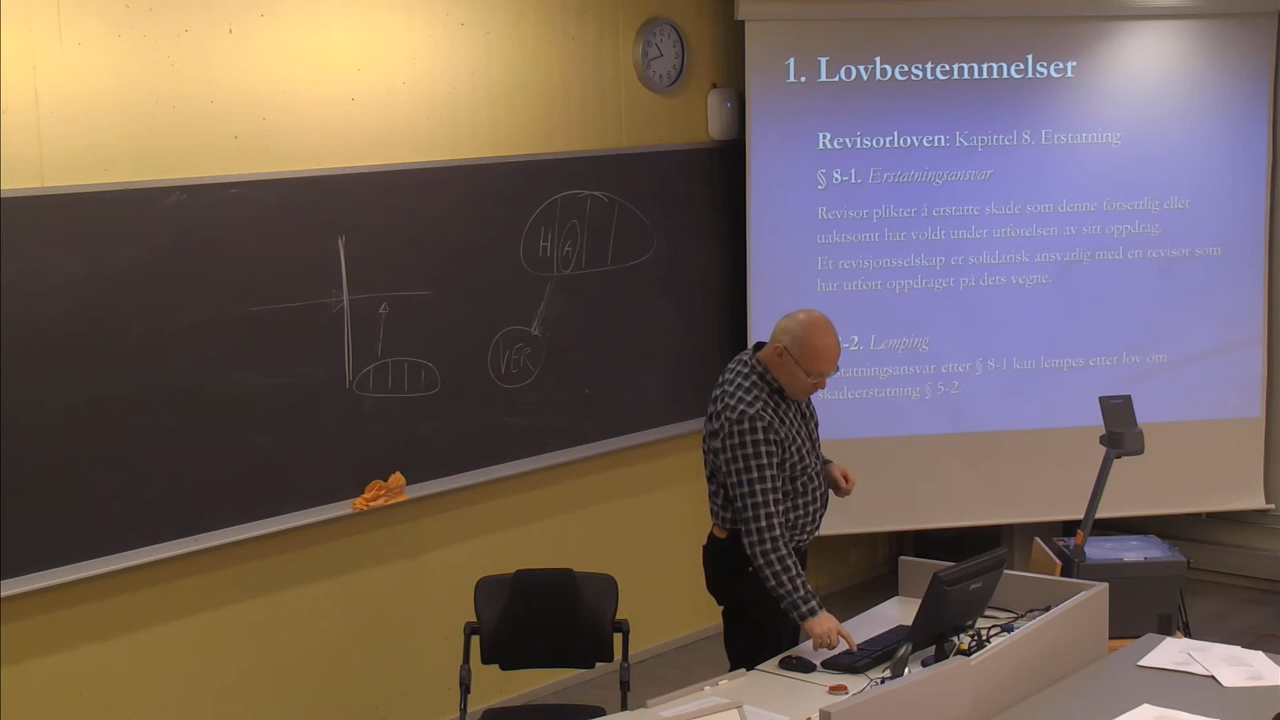 H A
VER
1. Lovbestemmelser
Revisorloven: Kapittel 8. Erstatning
§ 8-1. Erstatningsansvar
Revisor plikter å erstatte skade som denne forsettlig eller
uaktsomt har voldt under utførelsen av sitt oppdrag.
Et revisjonsselskap er solidarisk ansvarlig med en revisor som
har utført oppdraget på dets vegne.
-2. Lemping
statningsansvar etter § 8-1 kan lempes etter lov om
skadeerstatning § 5-2.